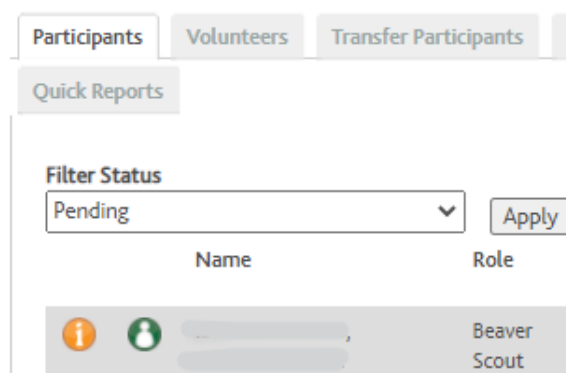 Participants Volunteers Transfer Participants
Quick Reports
Filter Status
Pending Apply
Name Role
Beaver
Scout